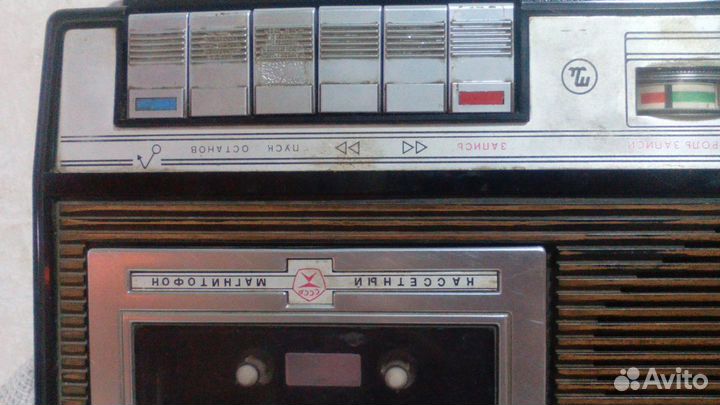 КАССЕТНЫЙ СССР МАГНИТОФОН
РОЛЬ ЗАПИСИ ЗАПИСЬ ПУСК ОСТАНОВ
Avito